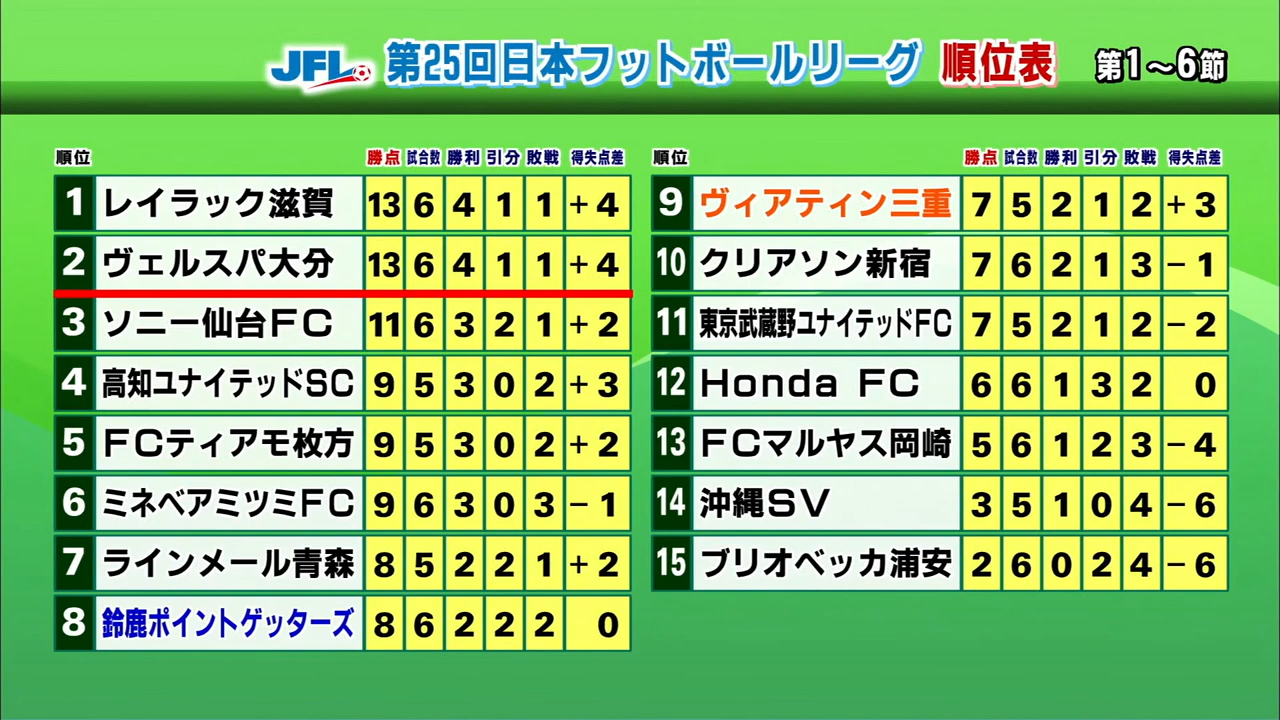 JFL 第25回日本フットボールリーグ 順位表 第1～6節
順位 勝点 試合数 勝利 引分 敗戦 得失点差
1 レイラック滋賀 13 6 4 1 1 +4
2 ヴェルスパ大分 13 6 4 1 1 +4
3 ソニー仙台FC 11 6 3 2 1 +2
4 高知ユナイテッドSC 9 5 3 0 2 +3
5 FCティアモ枚方 9 5 3 0 2 +2
6 ミネベアミツミFC 9 6 3 0 3 -1
7 ラインメール青森 8 5 2 2 1 +2
8 鈴鹿ポイントゲッターズ 8 6 2 2 2 0
順位 勝点 試合数 勝利 引分 敗戦 得失点差
9 ヴィアティン三重 7 5 2 1 2 +3
10 クリアソン新宿 7 6 2 1 3 -1
11 東京武蔵野ユナイテッドFC 7 5 2 1 2 -2
12 Honda FC 6 6 1 3 2 0
13 FCマルヤス岡崎 5 6 1 2 3 -4
14 沖縄SV 3 5 1 0 4 -6
15 ブリオベッカ浦安 2 6 0 2 4 -6